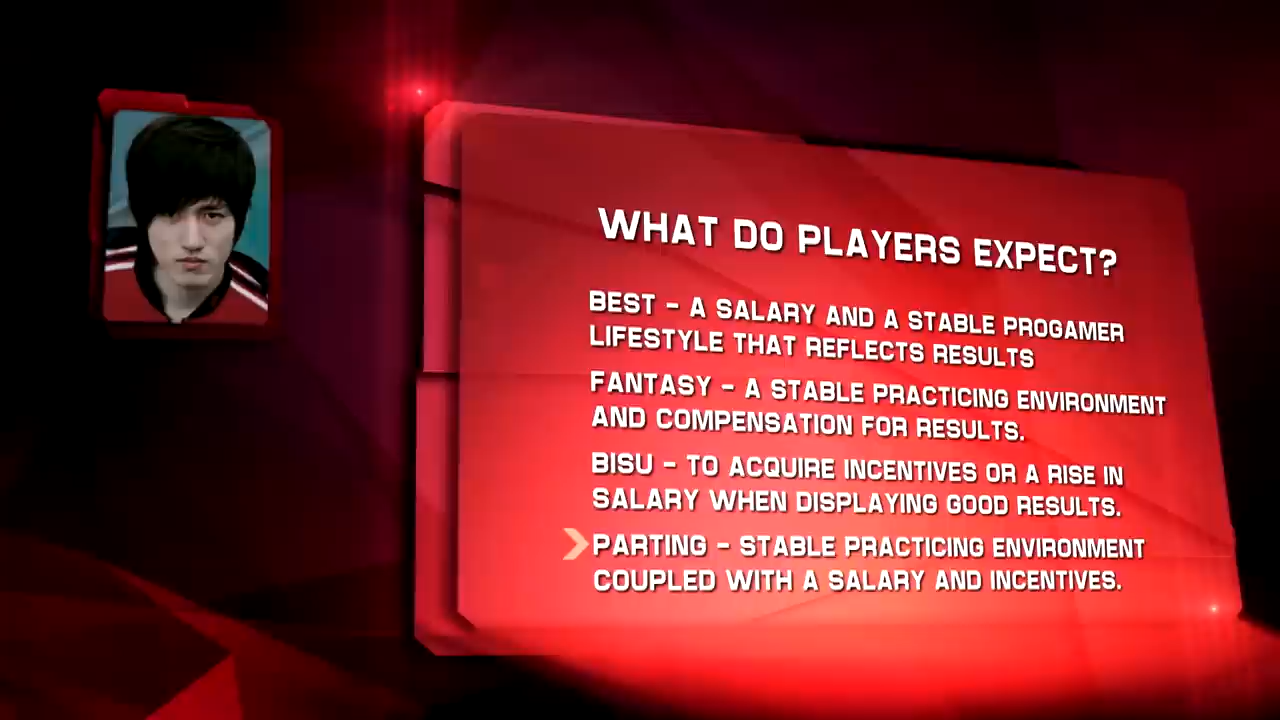 WHAT DO PLAYERS EXPECT?
BEST - A SALARY AND A STABLE PROGAMER
LIFESTYLE THAT REFLECTS RESULTS
FANTASY - A STABLE PRACTICING ENVIRONMENT
AND COMPENSATION FOR RESULTS.
BISU - TO ACQUIRE INCENTIVES OR A RISE IN
SALARY WHEN DISPLAYING GOOD RESULTS.
PARTING - STABLE PRACTICING ENVIRONMENT
COUPLED WITH A SALARY AND INCENTIVES.